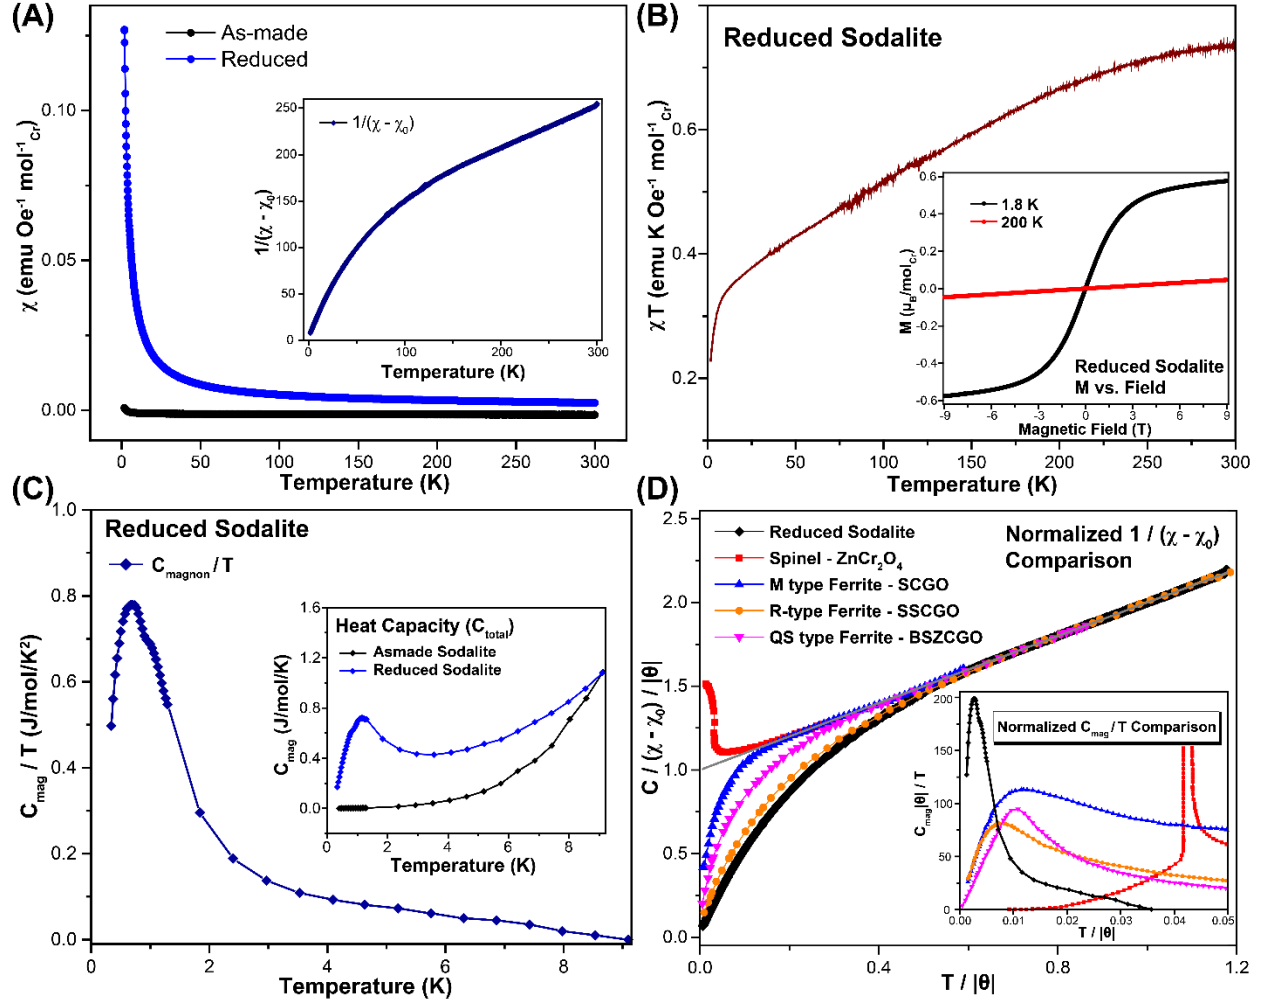 (A)
As-made
Reduced
χ (emu Oe⁻¹ mol⁻¹Cr)
0.10
0.05
0.00
0
50
100
150
200
250
300
Temperature (K)
1/(χ - χ₀)
1/(χ - χ₀)
250
200
150
100
50
0
0
100
200
300
Temperature (K)
(B)
Reduced Sodalite
χT (emu K Oe⁻¹ mol⁻¹Cr)
0.6
0.4
0.2
0
50
100
150
200
250
300
Temperature (K)
1.8 K
200 K
M (μB/molCr)
0.6
0.4
0.2
0.0
-0.2
-0.4
-0.6
-9
-6
-3
0
3
6
9
Magnetic Field (T)
Reduced Sodalite
M vs. Field
(C)
Reduced Sodalite
Cmagnon / T
Cmag / T (J/mol/K²)
1.0
0.8
0.6
0.4
0.2
0.0
0
2
4
6
8
Temperature (K)
Heat Capacity (Ctotal)
Asmade Sodalite
Reduced Sodalite
Cmag (J/mol/K)
1.6
1.2
0.8
0.4
0.0
0
2
4
6
8
Temperature (K)
(D)
Reduced Sodalite
Spinel - ZnCr₂O₄
M type Ferrite - SCGO
R-type Ferrite - SSCGO
QS type Ferrite - BSZCGO
Normalized 1 / (χ - χ₀)
Comparison
C / (χ - χ₀) / |θ|
2.5
2.0
1.5
1.0
0.5
0.0
0.0
0.4
0.8
1.2
T / |θ|
Normalized Cmag/T Comparison
Cmag|θ| / T
200
150
100
50
0
0.00
0.01
0.02
0.03
0.04
0.05
T / |θ|